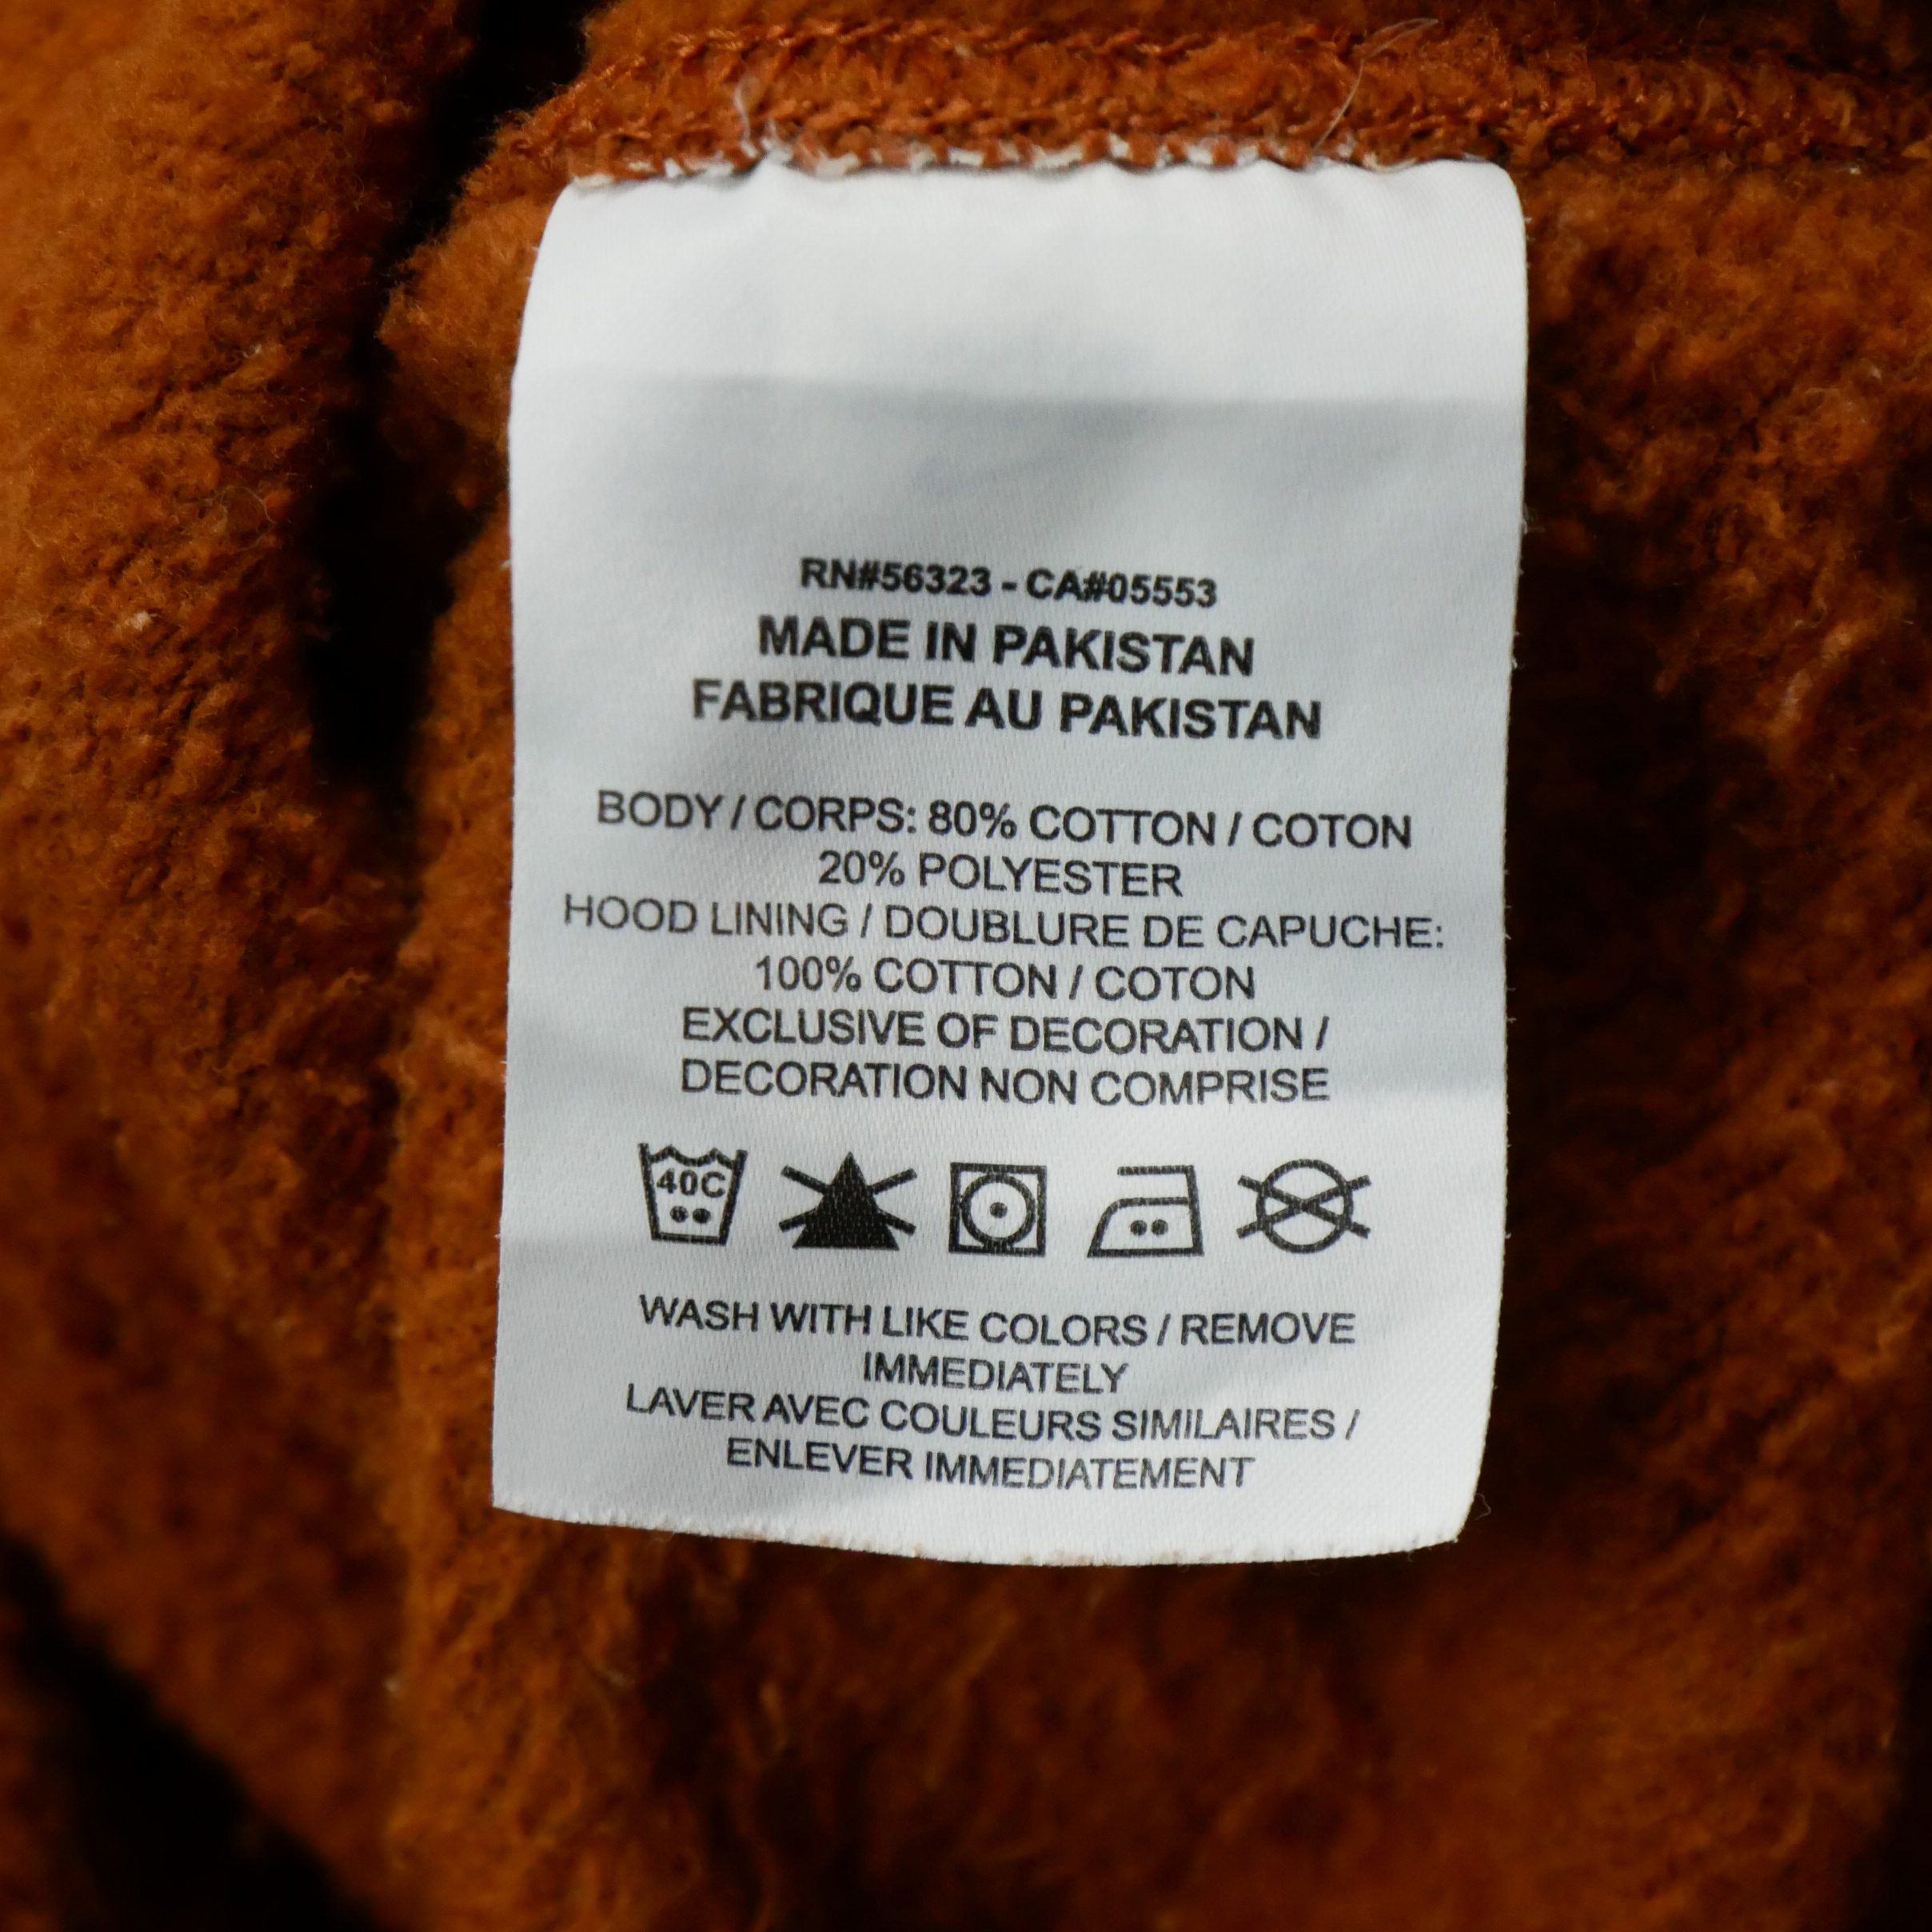 RN#56323 - CA#05553
MADE IN PAKISTAN
FABRIQUE AU PAKISTAN
BODY / CORPS: 80% COTTON / COTON
20% POLYESTER
HOOD LINING / DOUBLURE DE CAPUCHE:
100% COTTON / COTON
EXCLUSIVE OF DECORATION /
DECORATION NON COMPRISE
40C
WASH WITH LIKE COLORS / REMOVE
IMMEDIATELY
LAVER AVEC COULEURS SIMILAIRES /
ENLEVER IMMEDIATEMENT